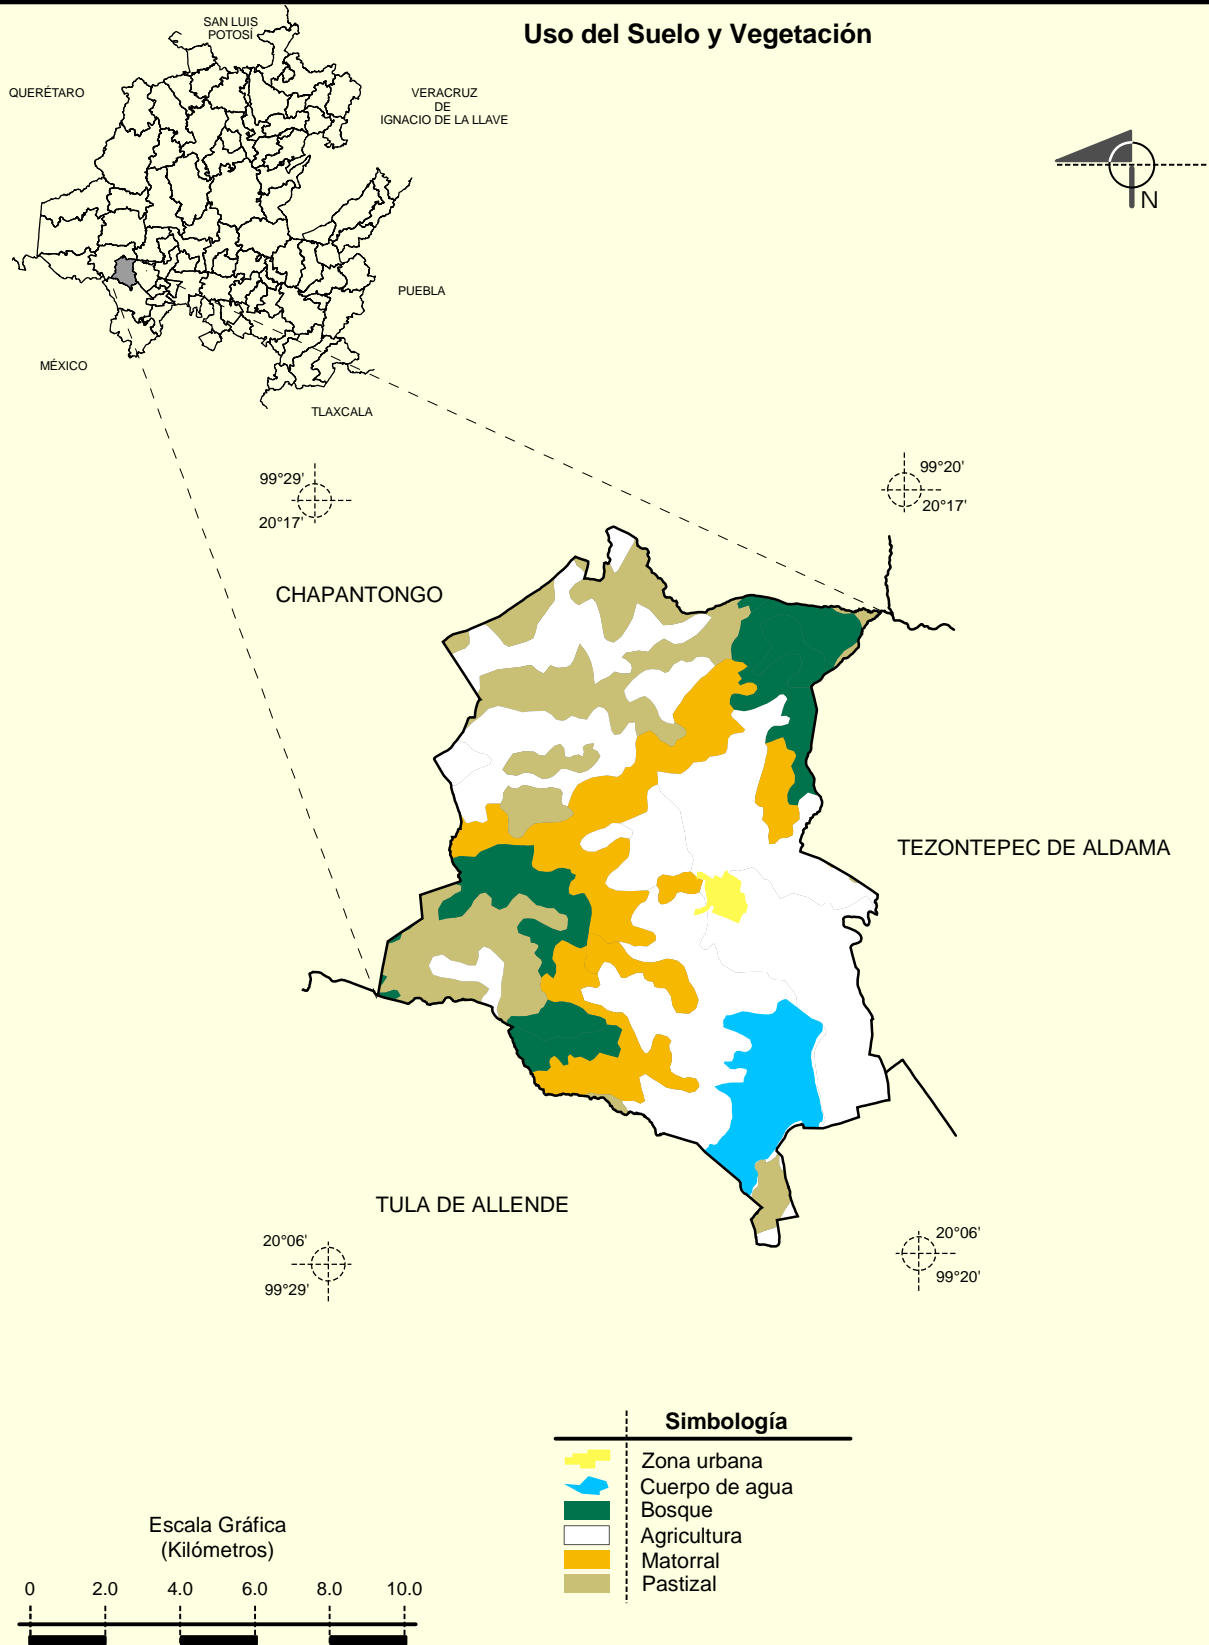 Uso del Suelo y Vegetación
SAN LUIS
POTOSÍ
QUERÉTARO
VERACRUZ
DE
IGNACIO DE LA LLAVE
N
PUEBLA
MÉXICO
TLAXCALA
99°29'
20°17'
99°20'
20°17'
CHAPANTONGO
TEZONTEPEC DE ALDAMA
TULA DE ALLENDE
20°06'
99°29'
20°06'
99°20'
Simbología
Zona urbana
Cuerpo de agua
Bosque
Agricultura
Matorral
Pastizal
Escala Gráfica
(Kilómetros)
0 2.0 4.0 6.0 8.0 10.0